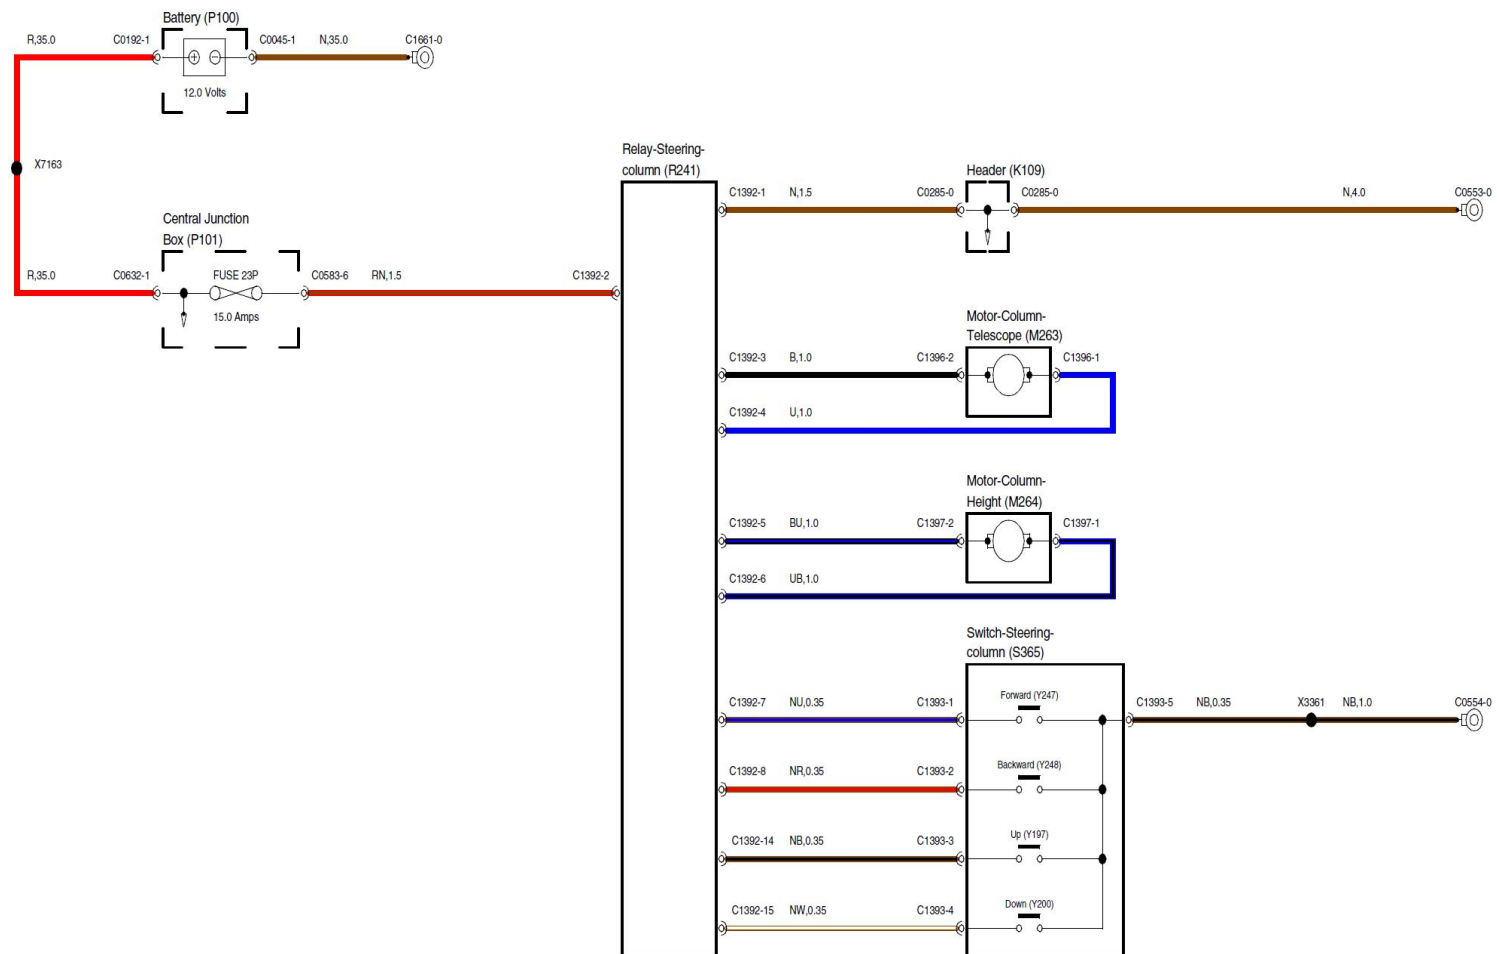 Battery (P100)
R,35.0 C0192-1 C0045-1 N,35.0 C1661-0
12.0 Volts
X7163
Relay-Steering-
column (R241)
Header (K109)
C1392-1 N,1.5 C0285-0 C0285-0 N,4.0 C0553-0
Central Junction
Box (P101)
R,35.0 C0632-1 FUSE 23P C0583-6 RN,1.5 C1392-2
15.0 Amps
Motor-Column-
Telescope (M263)
C1392-3 B,1.0 C1396-2 C1396-1
C1392-4 U,1.0
Motor-Column-
Height (M264)
C1392-5 BU,1.0 C1397-2 C1397-1
C1392-6 UB,1.0
Switch-Steering-
column (S365)
C1392-7 NU,0.35 C1393-1 Forward (Y247) C1393-5 NB,0.35 X3361 NB,1.0 C0554-0
C1392-8 NR,0.35 C1393-2 Backward (Y248)
C1392-14 NB,0.35 C1393-3 Up (Y197)
C1392-15 NW,0.35 C1393-4 Down (Y200)